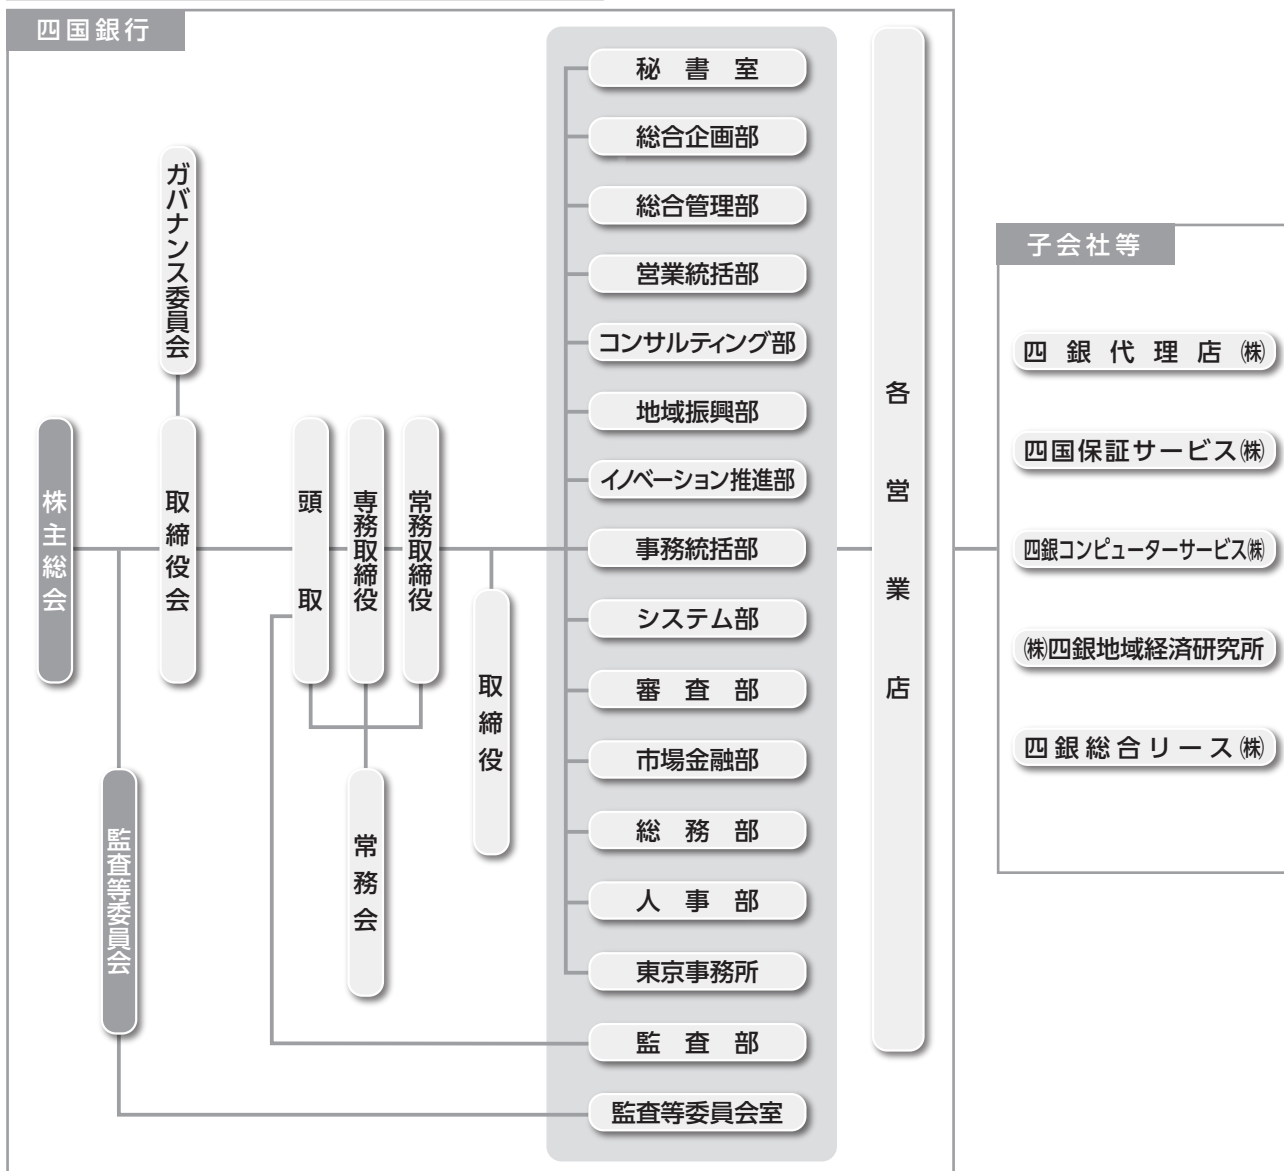 四国銀行
株主総会
監査等委員会
ガバナンス委員会
取締役会
頭取
専務取締役
常務取締役
常務会
取締役
秘書室
総合企画部
総合管理部
営業統括部
コンサルティング部
地域振興部
イノベーション推進部
事務統括部
システム部
審査部
市場金融部
総務部
人事部
東京事務所
監査部
監査等委員会室
各営業店
子会社等
四銀代理店㈱
四国保証サービス㈱
四銀コンピューターサービス㈱
㈱四銀地域経済研究所
四銀総合リース㈱